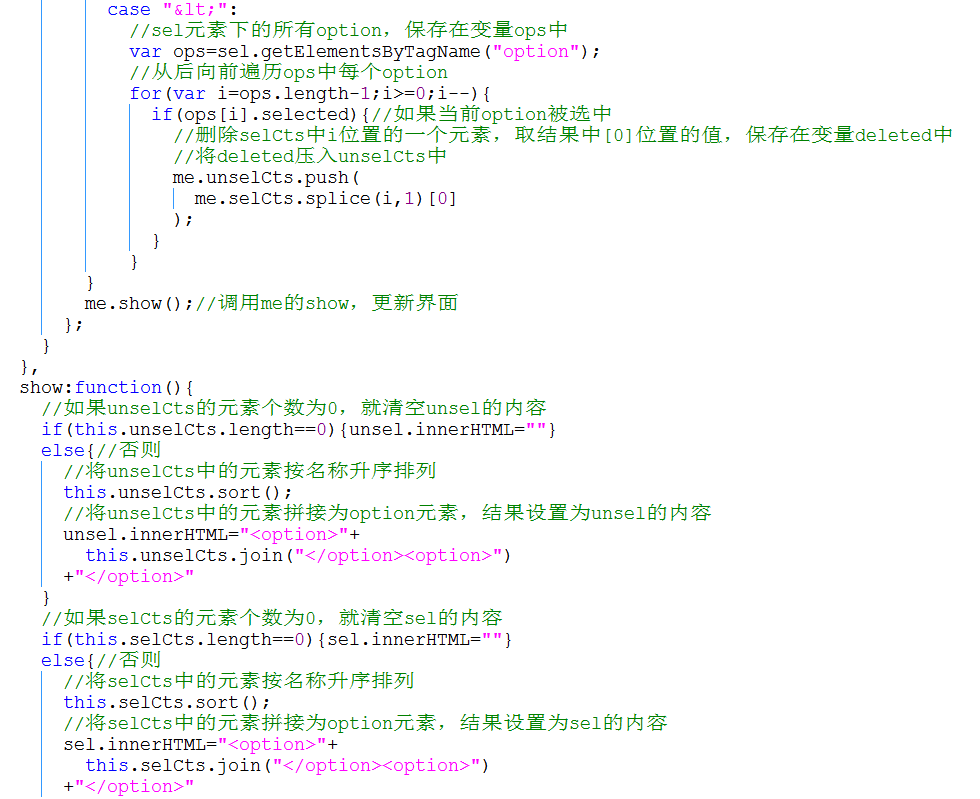 case "&lt;":
//sel元素下的所有option，保存在变量ops中
var ops=sel.getElementsByTagName("option");
//从后向前遍历ops中每个option
for(var i=ops.length-1;i>=0;i--){
if(ops[i].selected){//如果当前option被选中
//删除selCts中i位置的一个元素，取结果中[0]位置的值，保存在变量deleted中
//将deleted压入unselCts中
me.unselCts.push(
me.selCts.splice(i,1)[0]
);
}
}
}
me.show();//调用me的show，更新界面
};
}
},
show:function(){
//如果unselCts的元素个数为0，就清空unsel的内容
if(this.unselCts.length==0){unsel.innerHTML=""}
else{//否则
//将unselCts中的元素按名称升序排列
this.unselCts.sort();
//将unselCts中的元素拼接为option元素，结果设置为unsel的内容
unsel.innerHTML="<option>"+
this.unselCts.join("</option><option>")
+"</option>"
}
//如果selCts的元素个数为0，就清空sel的内容
if(this.selCts.length==0){sel.innerHTML=""}
else{//否则
//将selCts中的元素按名称升序排列
this.selCts.sort();
//将selCts中的元素拼接为option元素，结果设置为sel的内容
sel.innerHTML="<option>"+
this.selCts.join("</option><option>")
+"</option>"